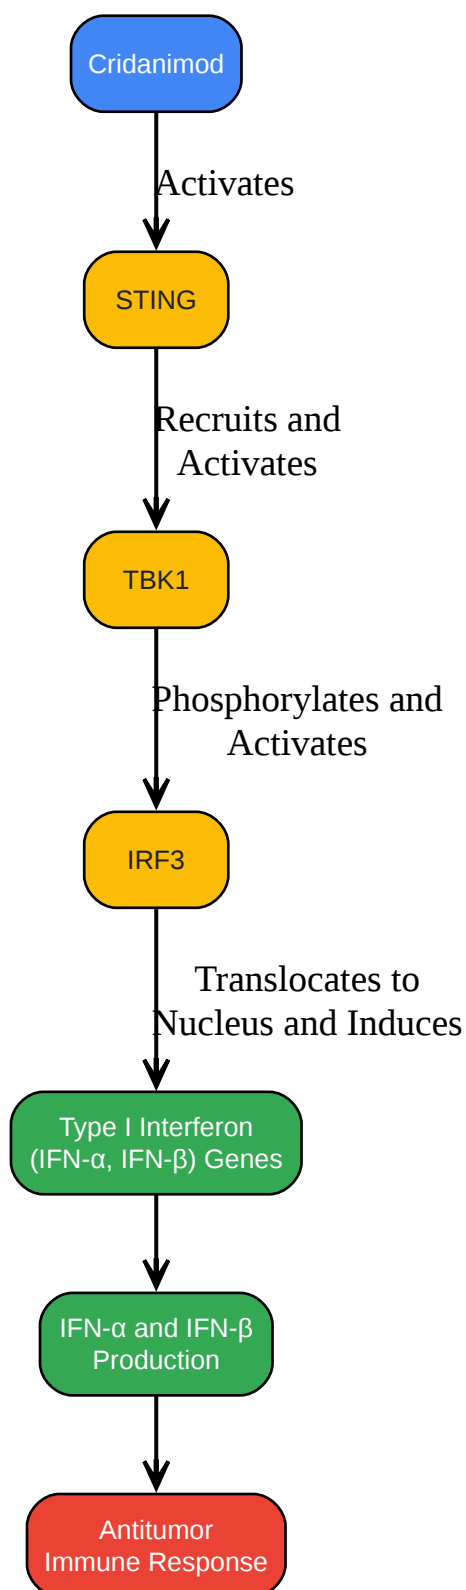 Cridanimod
Activates
STING
Recruits and
Activates
TBK1
Phosphorylates and
Activates
IRF3
Translocates to
Nucleus and Induces
Type I Interferon
(IFN-α, IFN-β) Genes
IFN-α and IFN-β
Production
Antitumor
Immune Response